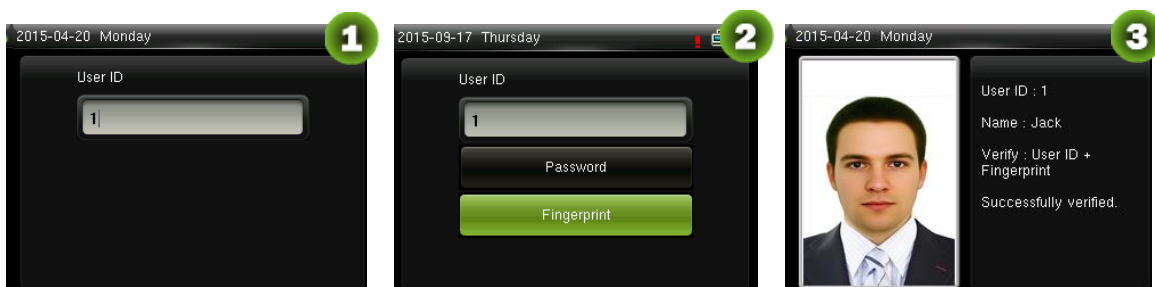 2015-04-20 Monday
1
User ID
1
2015-09-17 Thursday
2
User ID
1
Password
Fingerprint
2015-04-20 Monday
3
User ID : 1
Name : Jack
Verify : User ID +
Fingerprint
Successfully verified.